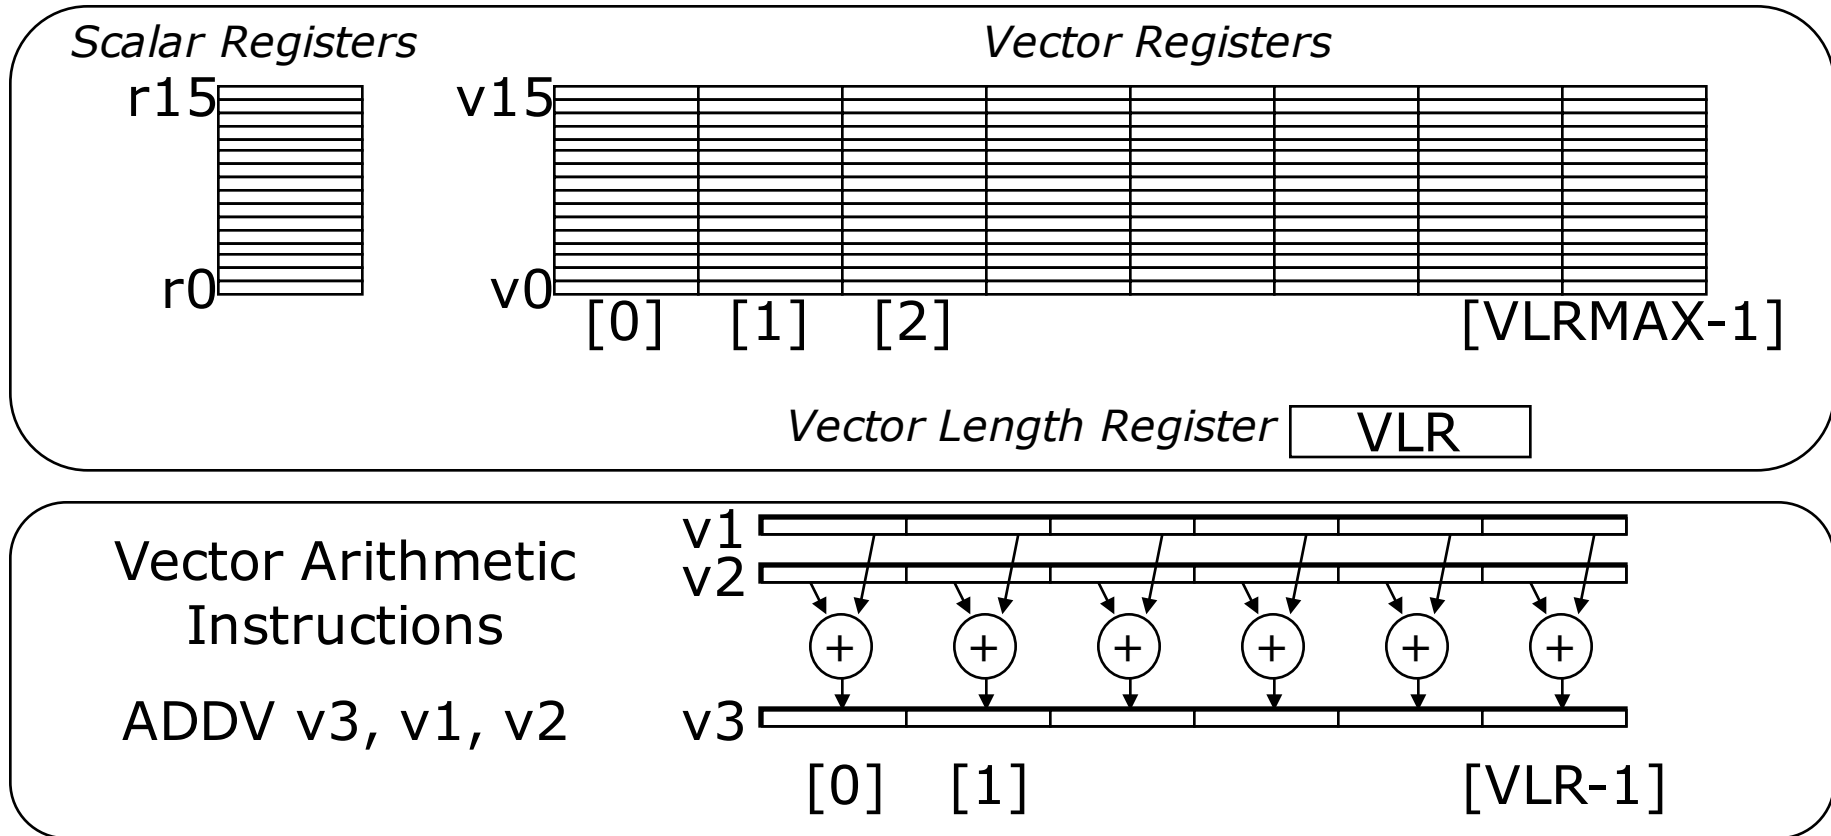 Scalar Registers
Vector Registers
r15
v15
r0
v0
[0] [1] [2] [VLRMAX-1]
Vector Length Register VLR
Vector Arithmetic
Instructions
ADDV v3, v1, v2
v1
v2
+ + + + + +
v3
[0] [1] [VLR-1]